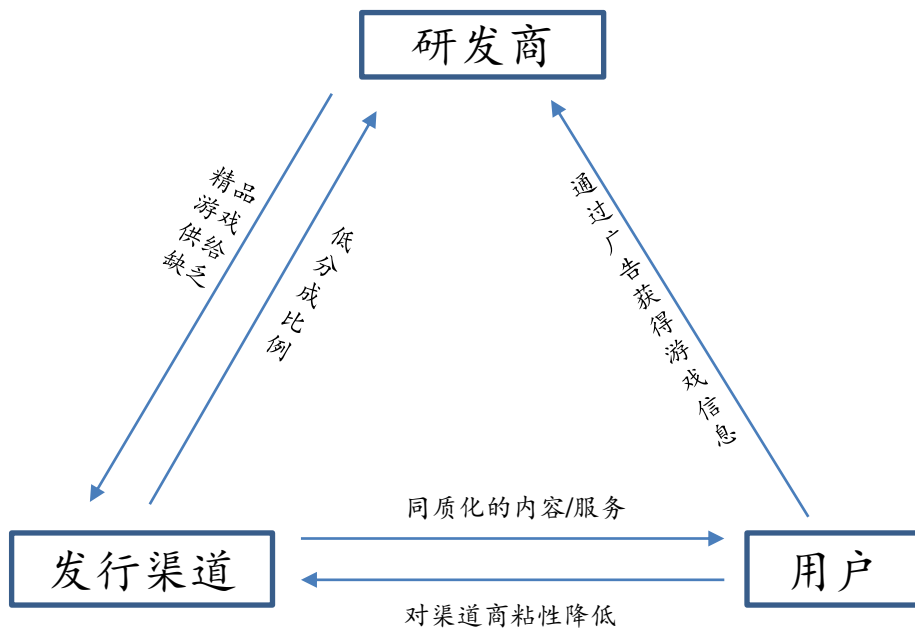 研发商
精品
游戏
供给
缺乏
低分成比例
通过广告获得游戏信息
同质化的内容/服务
发行渠道
用户
对渠道商粘性降低